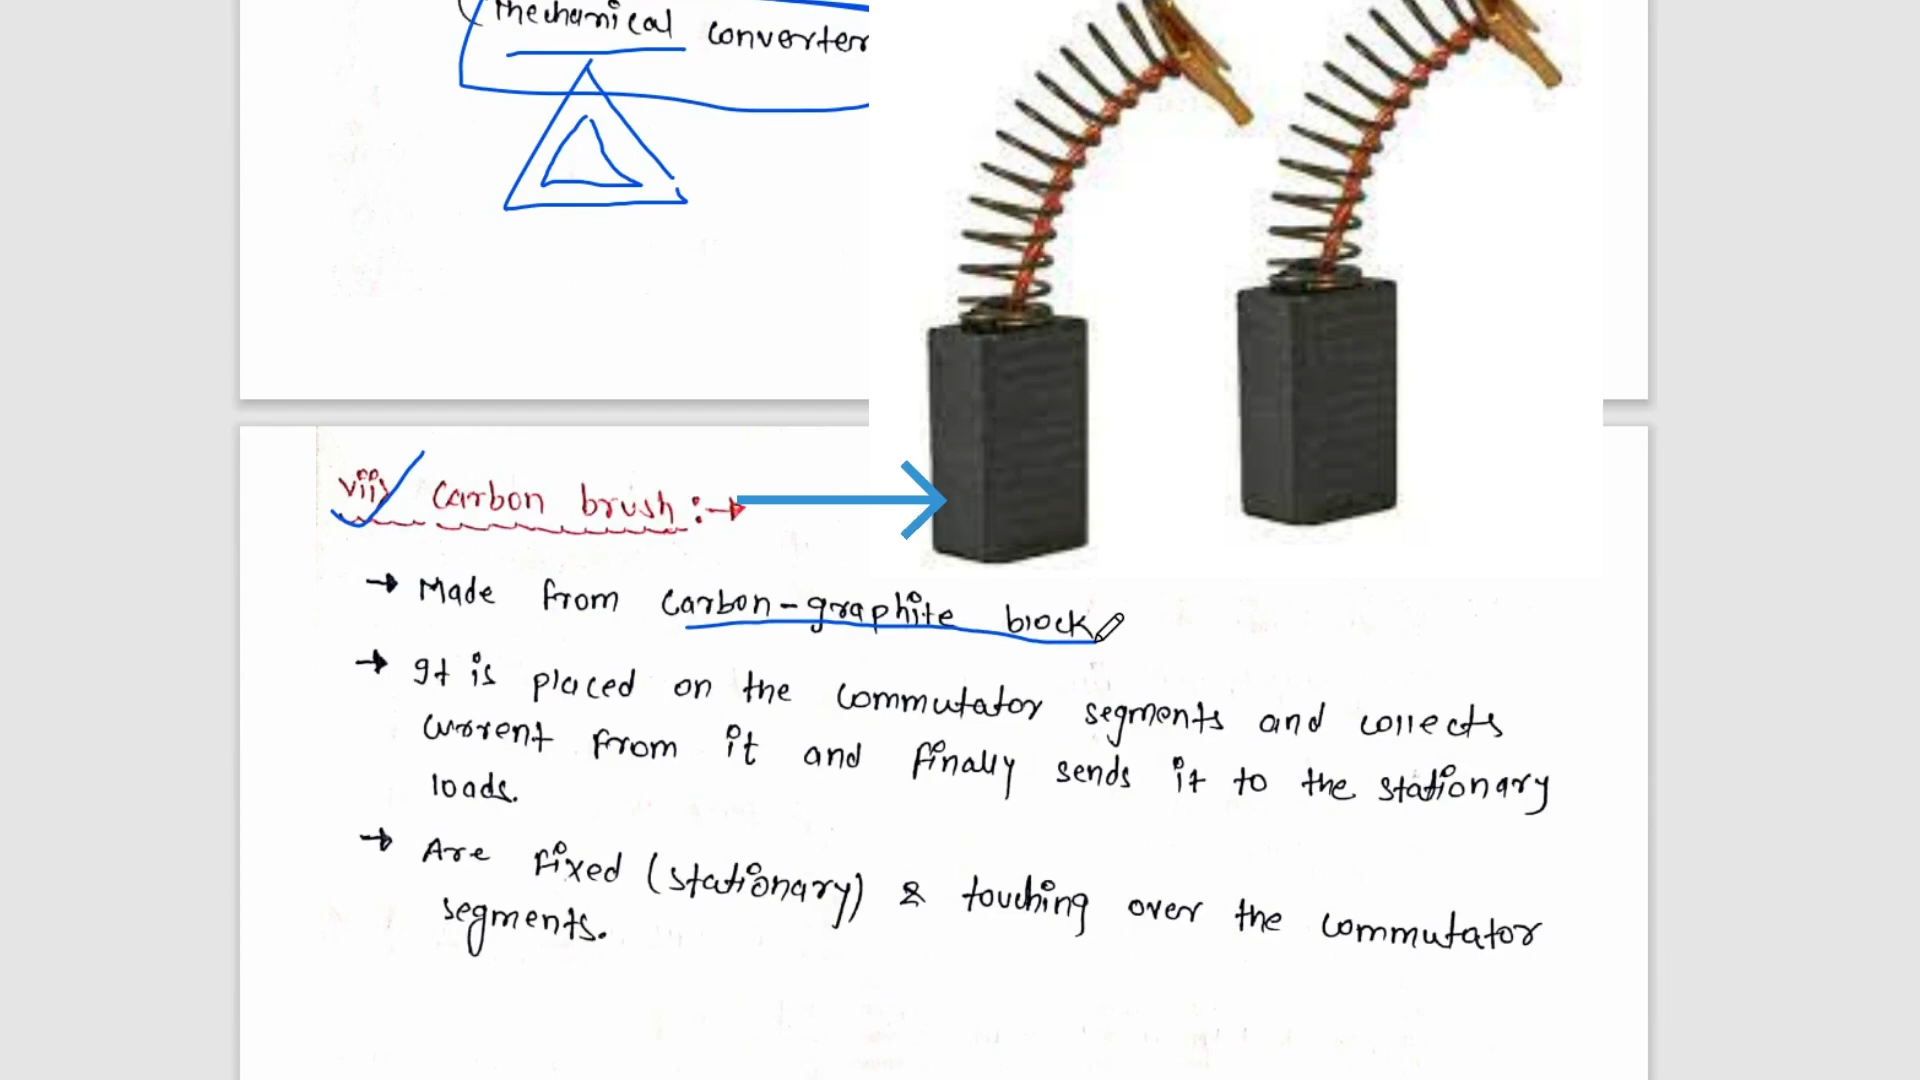 (Mechanical converter
vii) Carbon brush :→
→ Made from Carbon-graphite block
→ It is placed on the commutator segments and collects
current from it and finally sends it to the stationary
loads.
→ Are fixed (stationary) & touching over the commutator
segments.